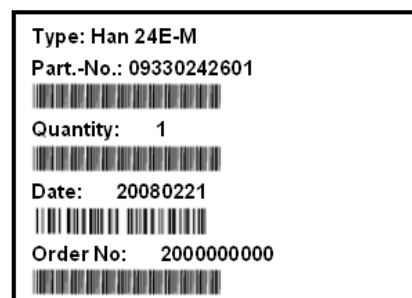 Type: Han 24E-M
Part.-No.: 09330242601
Quantity: 1
Date: 20080221
Order No: 2000000000